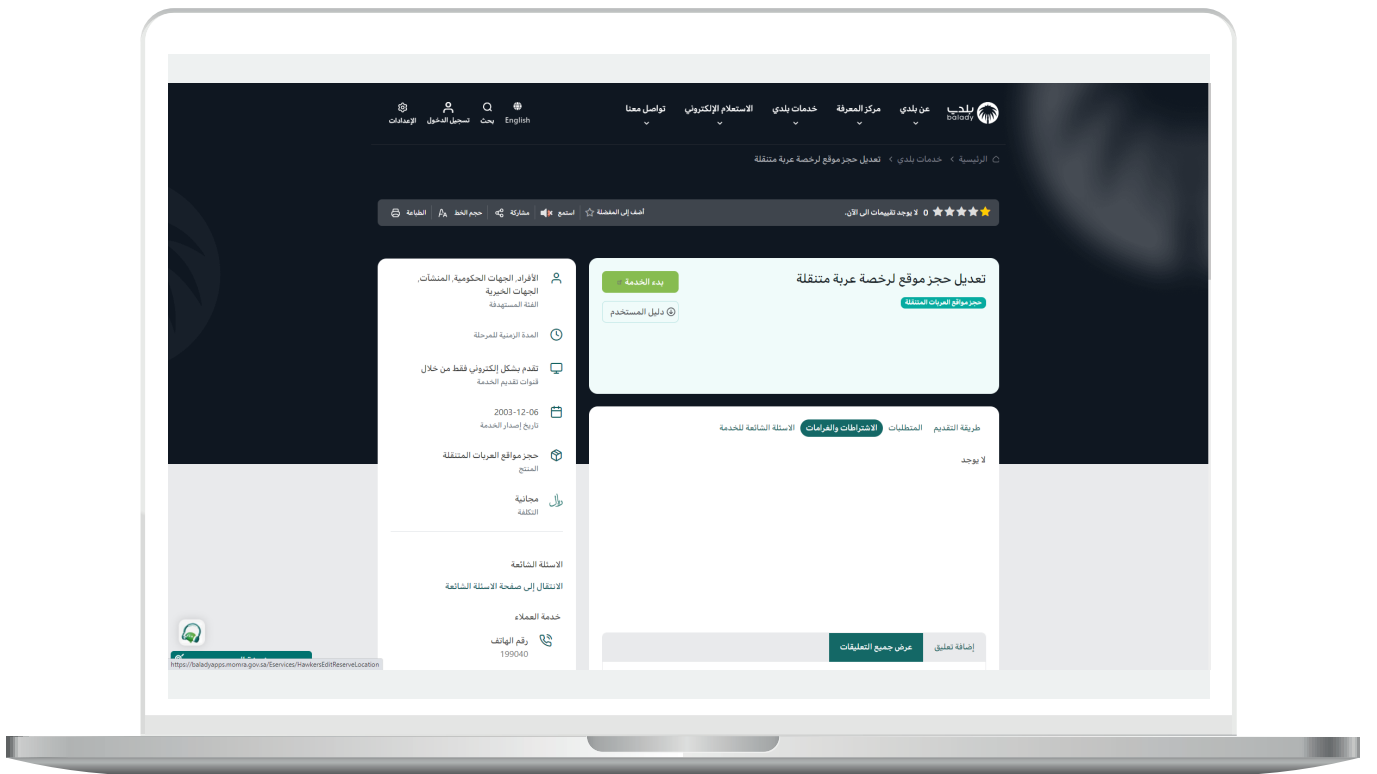 بلدي
balady
عن بلدي
مركز المعرفة
خدمات بلدي
الاستعلام الإلكتروني
تواصل معنا
English
بحث
تسجيل الدخول
الإعدادات
الرئيسية > خدمات بلدي > تعديل حجز موقع لرخصة عربة متنقلة
0 لا يوجد تقييمات الى الآن.
أضف إلى المفضلة
استمع
مشاركة
حجم الخط
الطباعة
تعديل حجز موقع لرخصة عربة متنقلة
حجز مواقع العربات المتنقلة
بدء الخدمة
دليل المستخدم
طريقة التقديم
المتطلبات
الاشتراطات والغرامات
الاسئلة الشائعة للخدمة
لا يوجد
إضافة تعليق
عرض جميع التعليقات
الأفراد, الجهات الحكومية, المنشآت,
الجهات الخيرية
الفئة المستهدفة
المدة الزمنية للمرحلة
تقدم بشكل إلكتروني فقط من خلال
قنوات تقديم الخدمة
2003-12-06
تاريخ إصدار الخدمة
حجز مواقع العربات المتنقلة
المنتج
مجانية
التكلفة
الاسئلة الشائعة
الانتقال إلى صفحة الاسئلة الشائعة
خدمة العملاء
رقم الهاتف
199040
https://baladyapps.momra.gov.sa/Eservices/HawkersEditReserveLocation